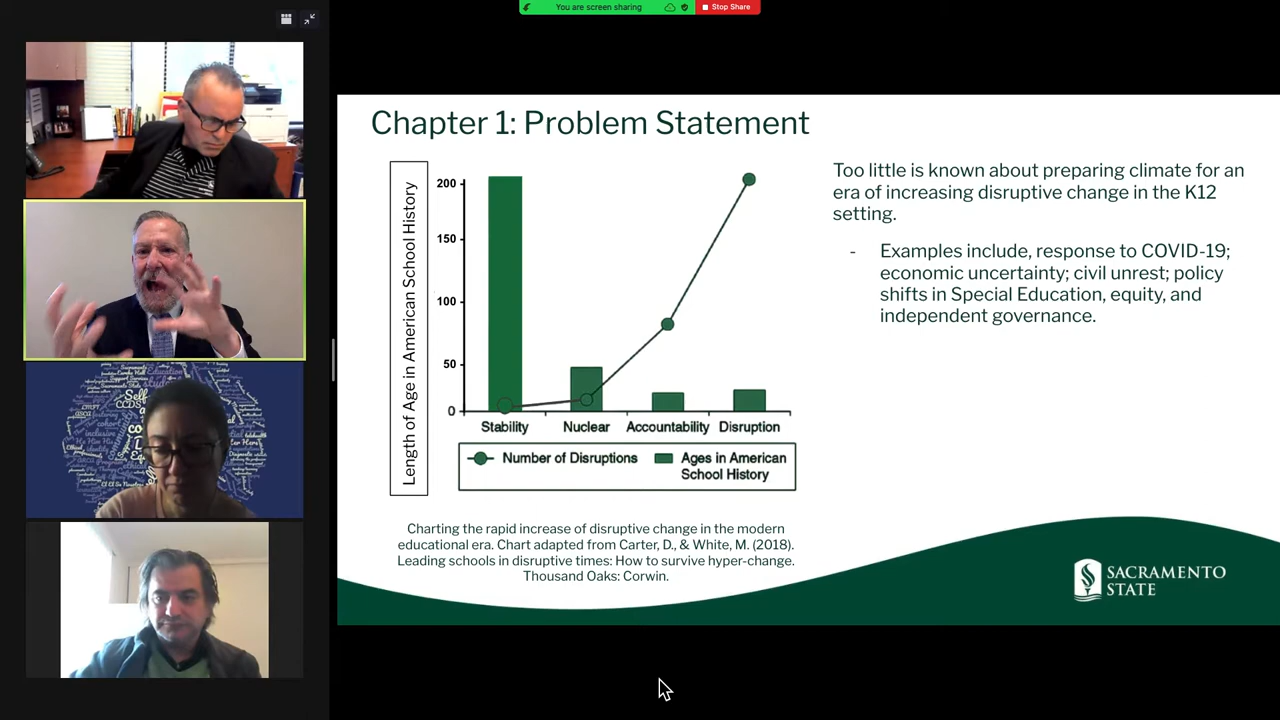 You are screen sharing
Stop Share
Chapter 1: Problem Statement
Length of Age in American School History
200
150
100
50
0
Stability
Nuclear
Accountability
Disruption
Number of Disruptions
Ages in American
School History
Charting the rapid increase of disruptive change in the modern
educational era. Chart adapted from Carter, D., & White, M. (2018).
Leading schools in disruptive times: How to survive hyper-change.
Thousand Oaks: Corwin.
Too little is known about preparing climate for an
era of increasing disruptive change in the K12
setting.
- Examples include, response to COVID-19;
economic uncertainty; civil unrest; policy
shifts in Special Education, equity, and
independent governance.
SACRAMENTO
STATE